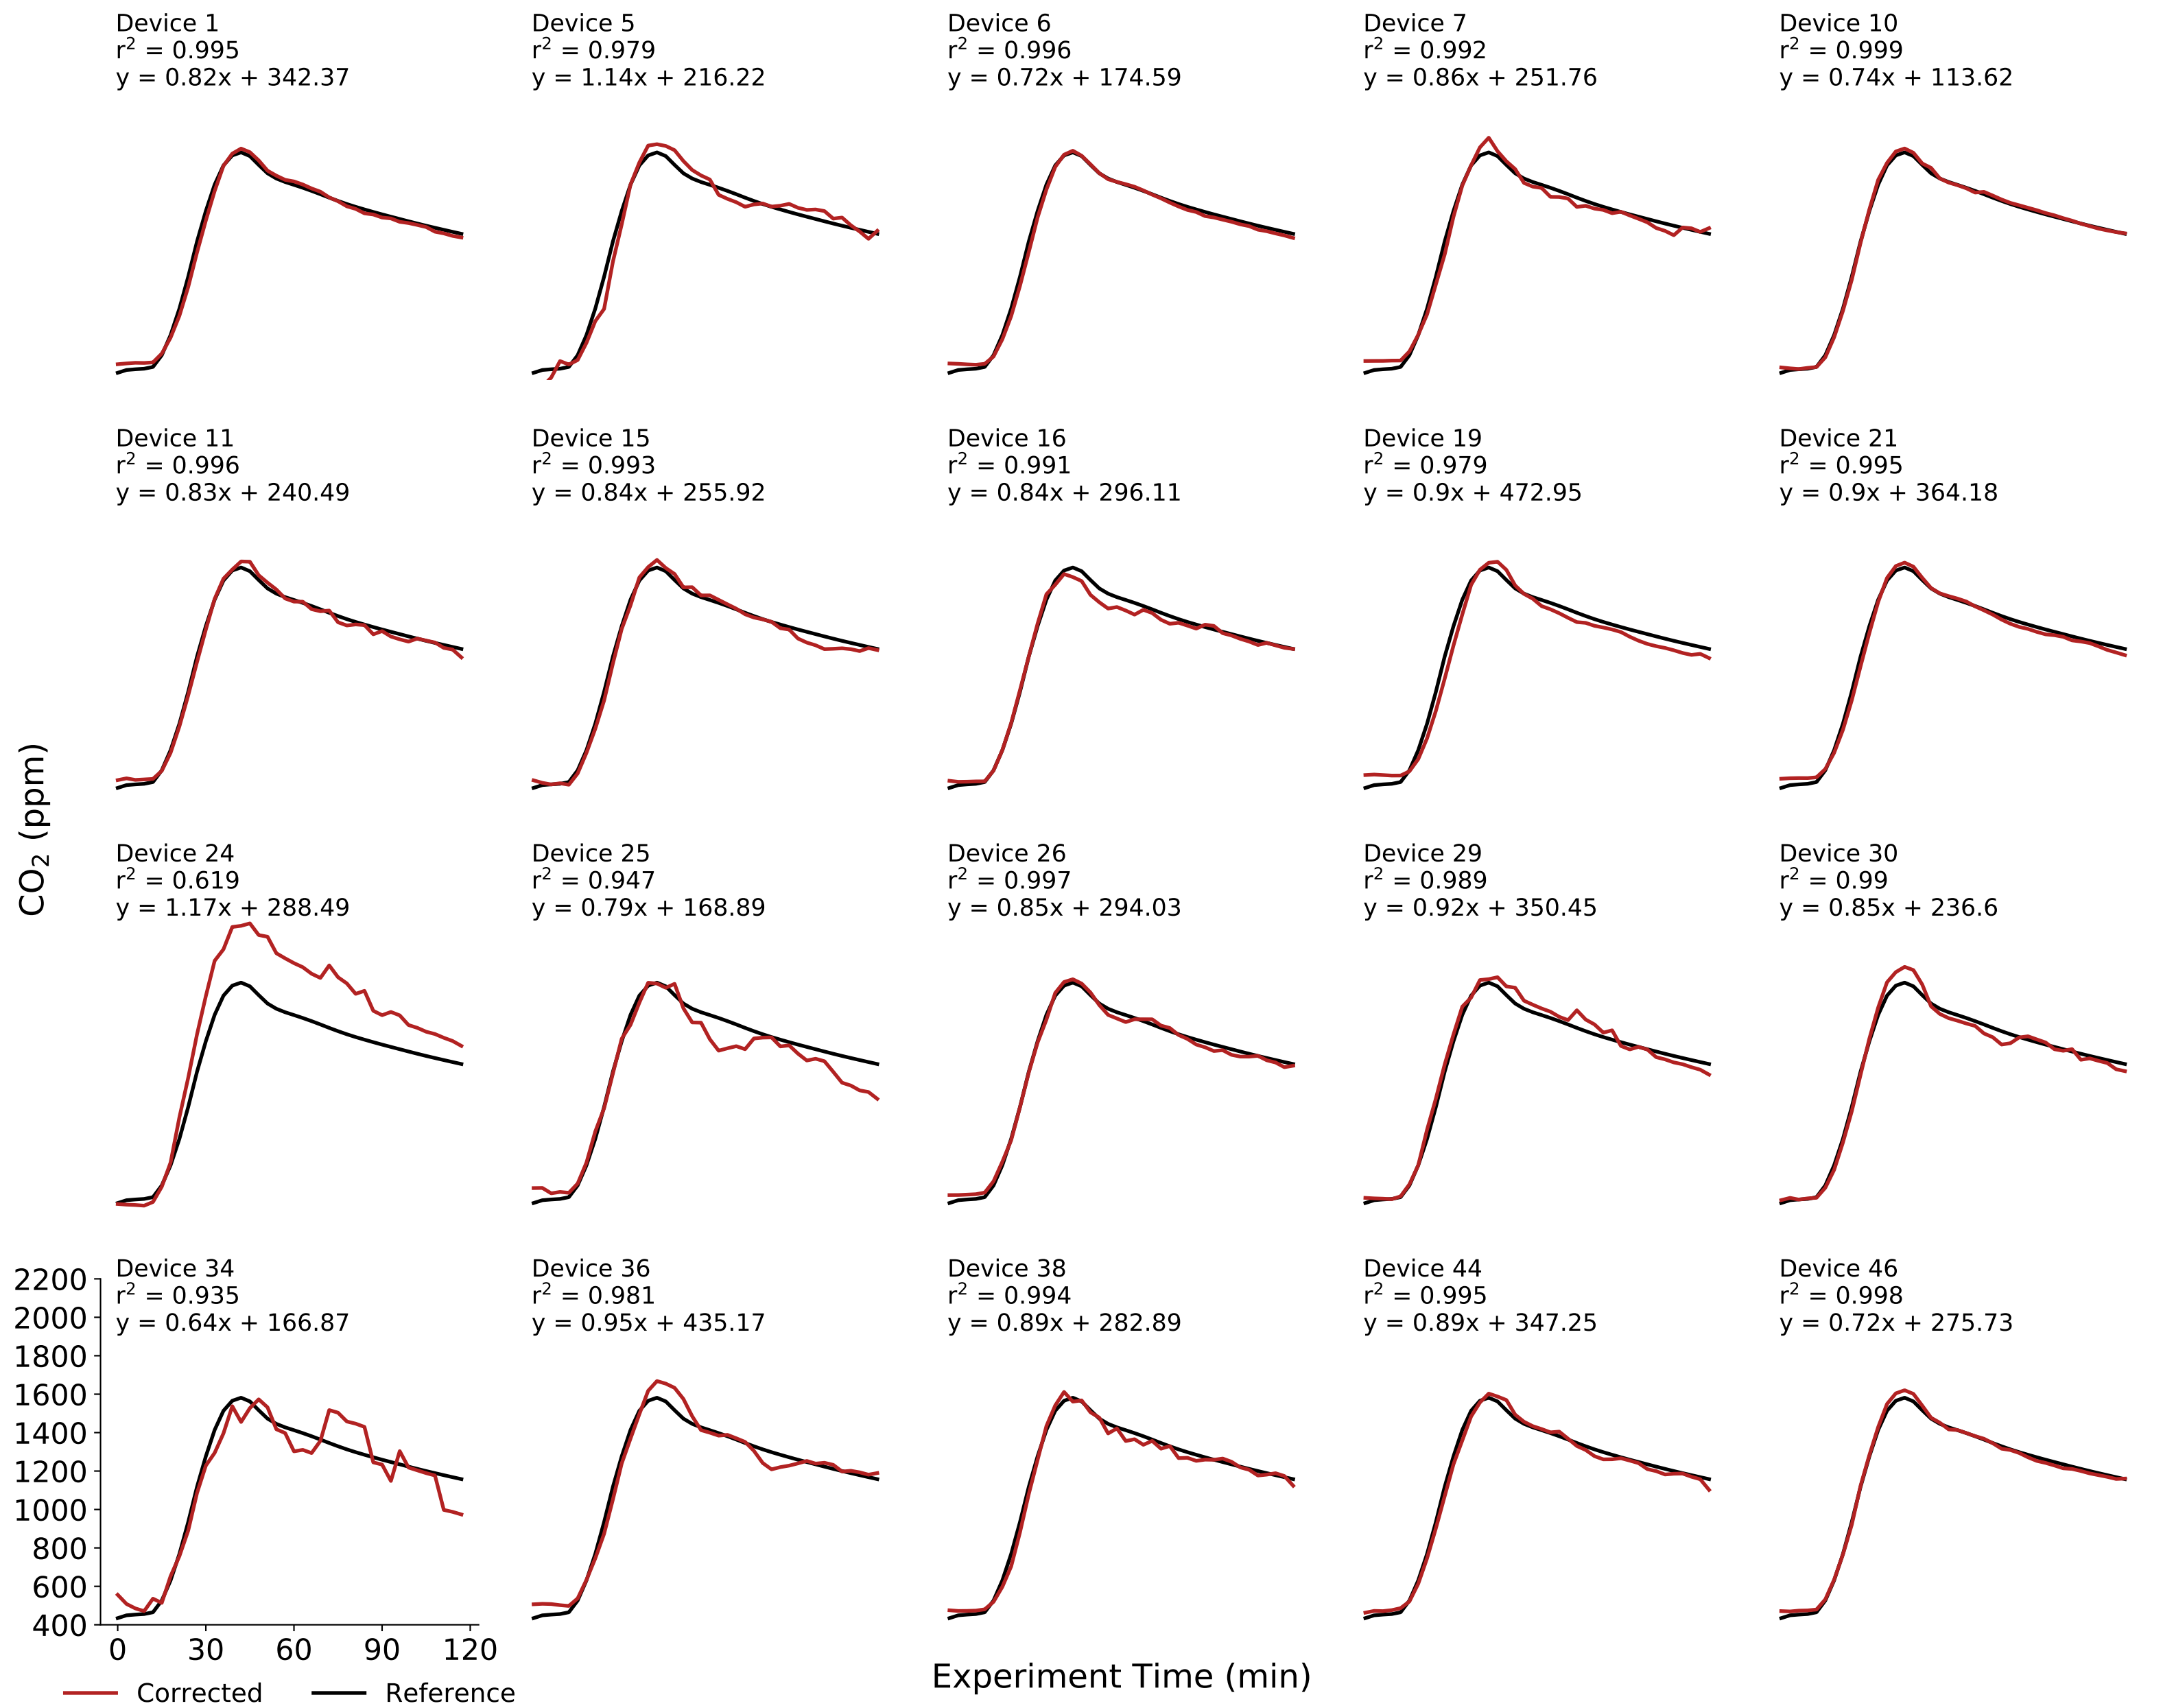 Device 1
r² = 0.995
y = 0.82x + 342.37
Device 5
r² = 0.979
y = 1.14x + 216.22
Device 6
r² = 0.996
y = 0.72x + 174.59
Device 7
r² = 0.992
y = 0.86x + 251.76
Device 10
r² = 0.999
y = 0.74x + 113.62
Device 11
r² = 0.996
y = 0.83x + 240.49
Device 15
r² = 0.993
y = 0.84x + 255.92
Device 16
r² = 0.991
y = 0.84x + 296.11
Device 19
r² = 0.979
y = 0.9x + 472.95
Device 21
r² = 0.995
y = 0.9x + 364.18
CO₂ (ppm)
Device 24
r² = 0.619
y = 1.17x + 288.49
Device 25
r² = 0.947
y = 0.79x + 168.89
Device 26
r² = 0.997
y = 0.85x + 294.03
Device 29
r² = 0.989
y = 0.92x + 350.45
Device 30
r² = 0.99
y = 0.85x + 236.6
Device 34
r² = 0.935
y = 0.64x + 166.87
Device 36
r² = 0.981
y = 0.95x + 435.17
Device 38
r² = 0.994
y = 0.89x + 282.89
Device 44
r² = 0.995
y = 0.89x + 347.25
Device 46
r² = 0.998
y = 0.72x + 275.73
2200
2000
1800
1600
1400
1200
1000
800
600
400
0 30 60 90 120
Experiment Time (min)
Corrected Reference